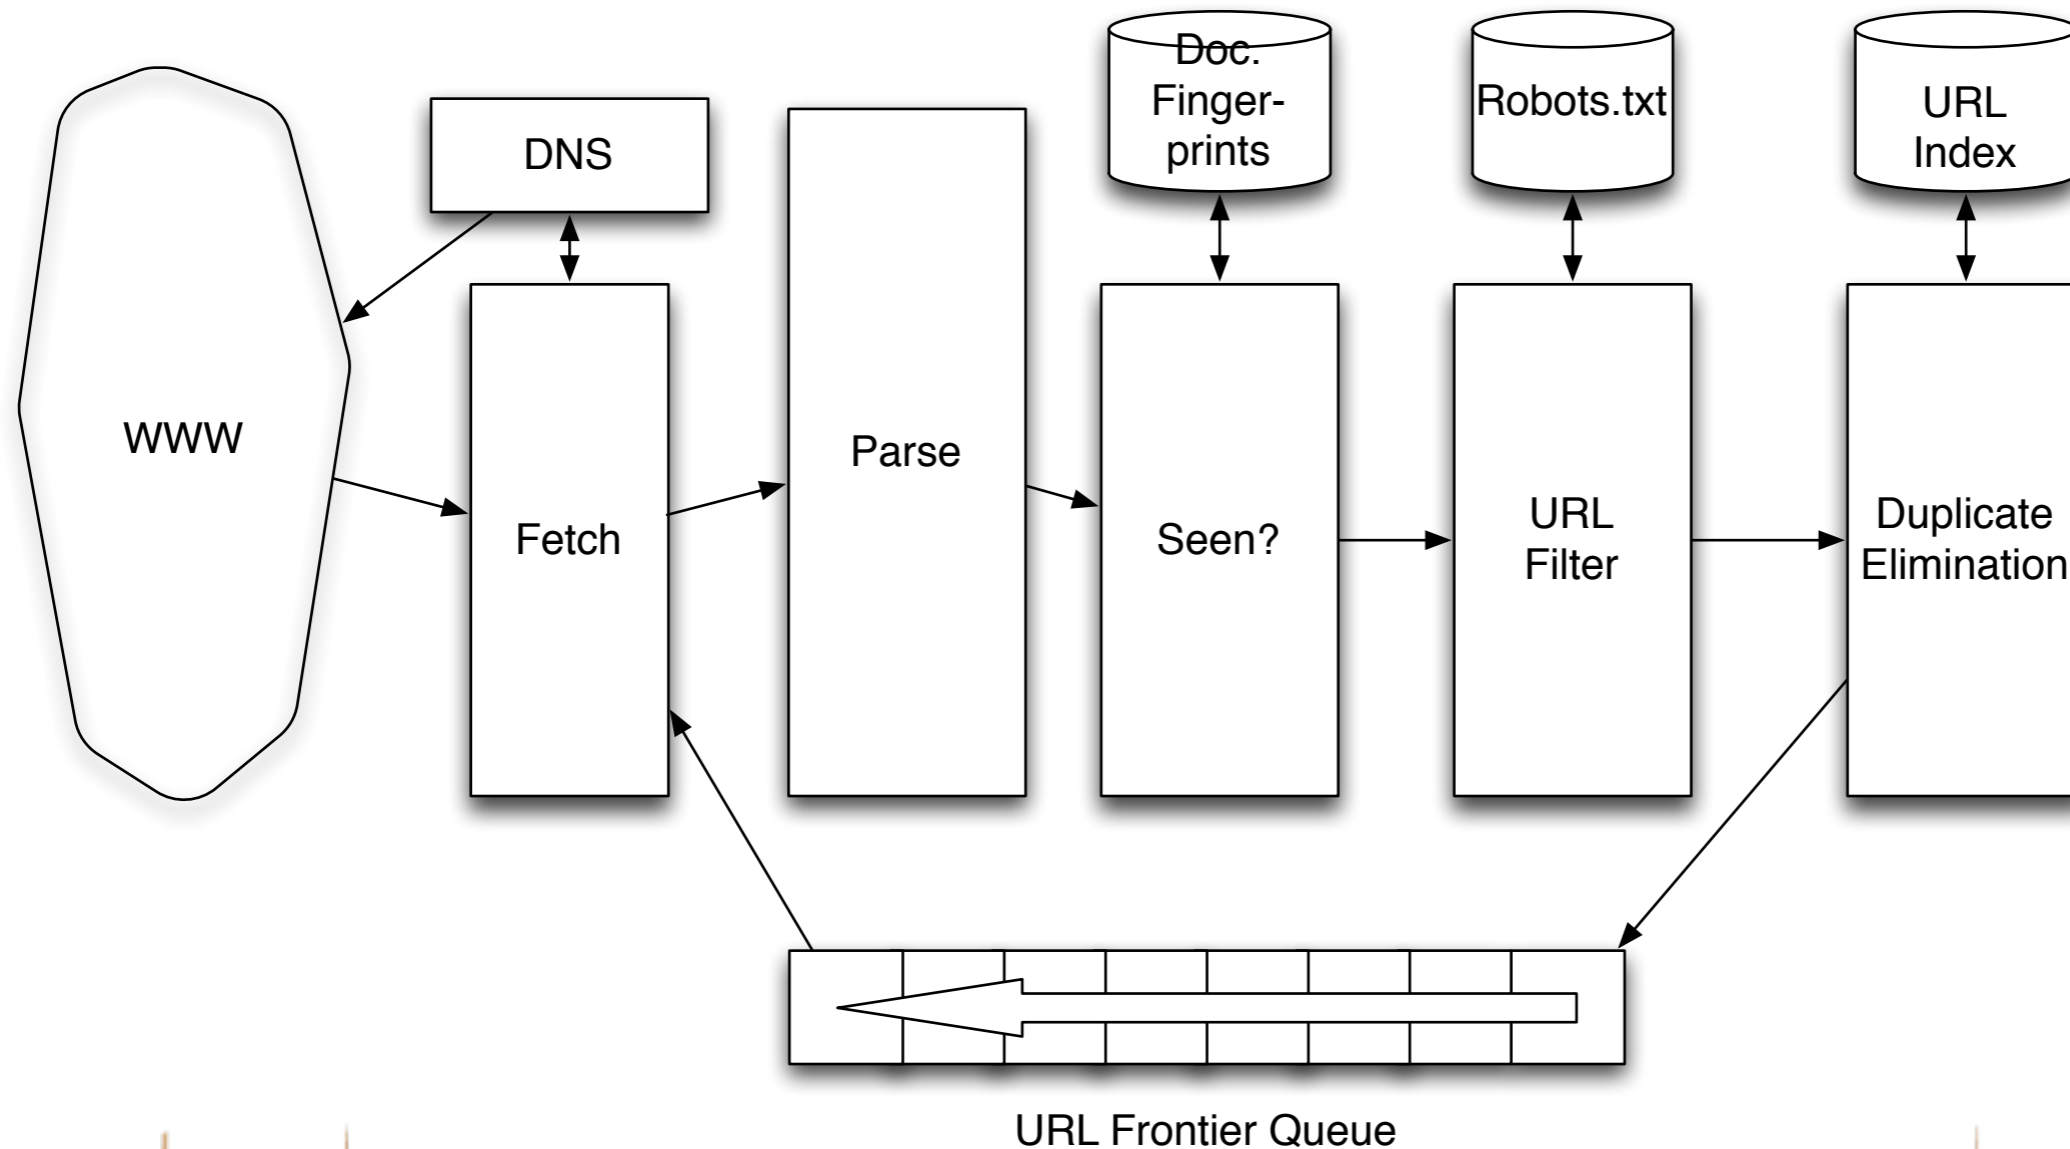 Doc.
Finger-
prints
Robots.txt
URL
Index
DNS
WWW
Fetch
Parse
Seen?
URL
Filter
Duplicate
Elimination
URL Frontier Queue